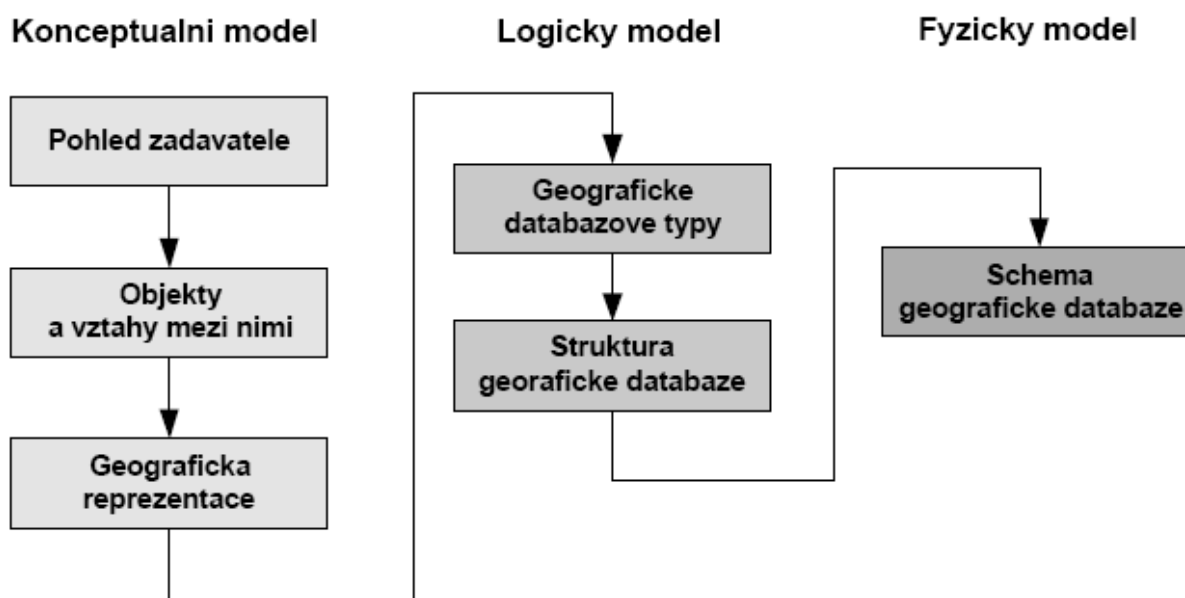 Konceptualni model
Logicky model
Fyzicky model
Pohled zadavatele
Objekty
a vztahy mezi nimi
Geograficka
reprezentace
Geograficke
databazove typy
Struktura
georaficke databaze
Schema
geograficke databaze